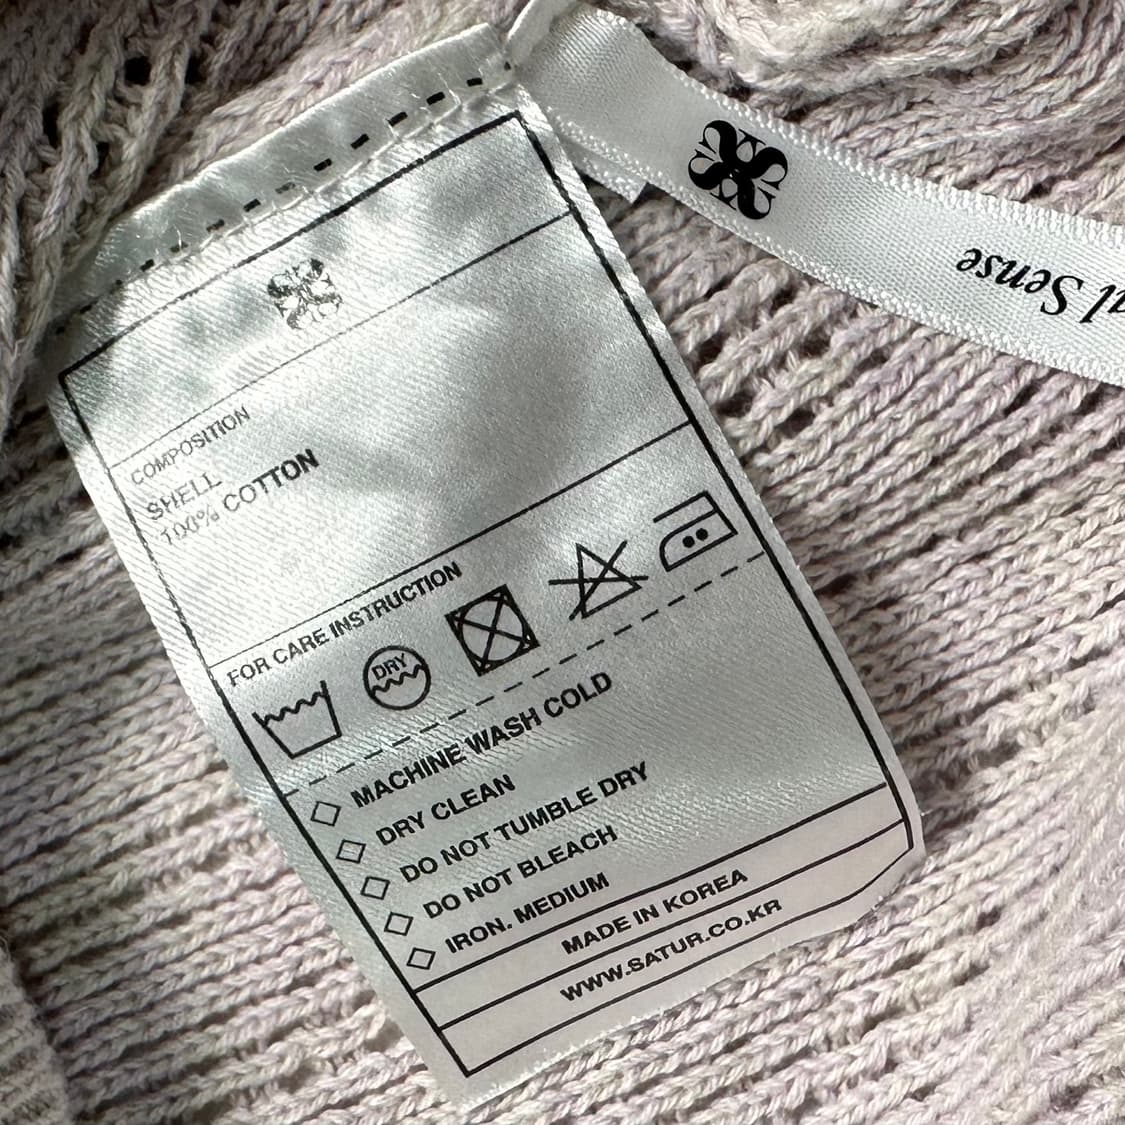 COMPOSITION
SHELL
100% COTTON
FOR CARE INSTRUCTION
DRY
MACHINE WASH COLD
DRY CLEAN
DO NOT TUMBLE DRY
DO NOT BLEACH
IRON. MEDIUM
MADE IN KOREA
WWW.SATUR.CO.KR
Sense